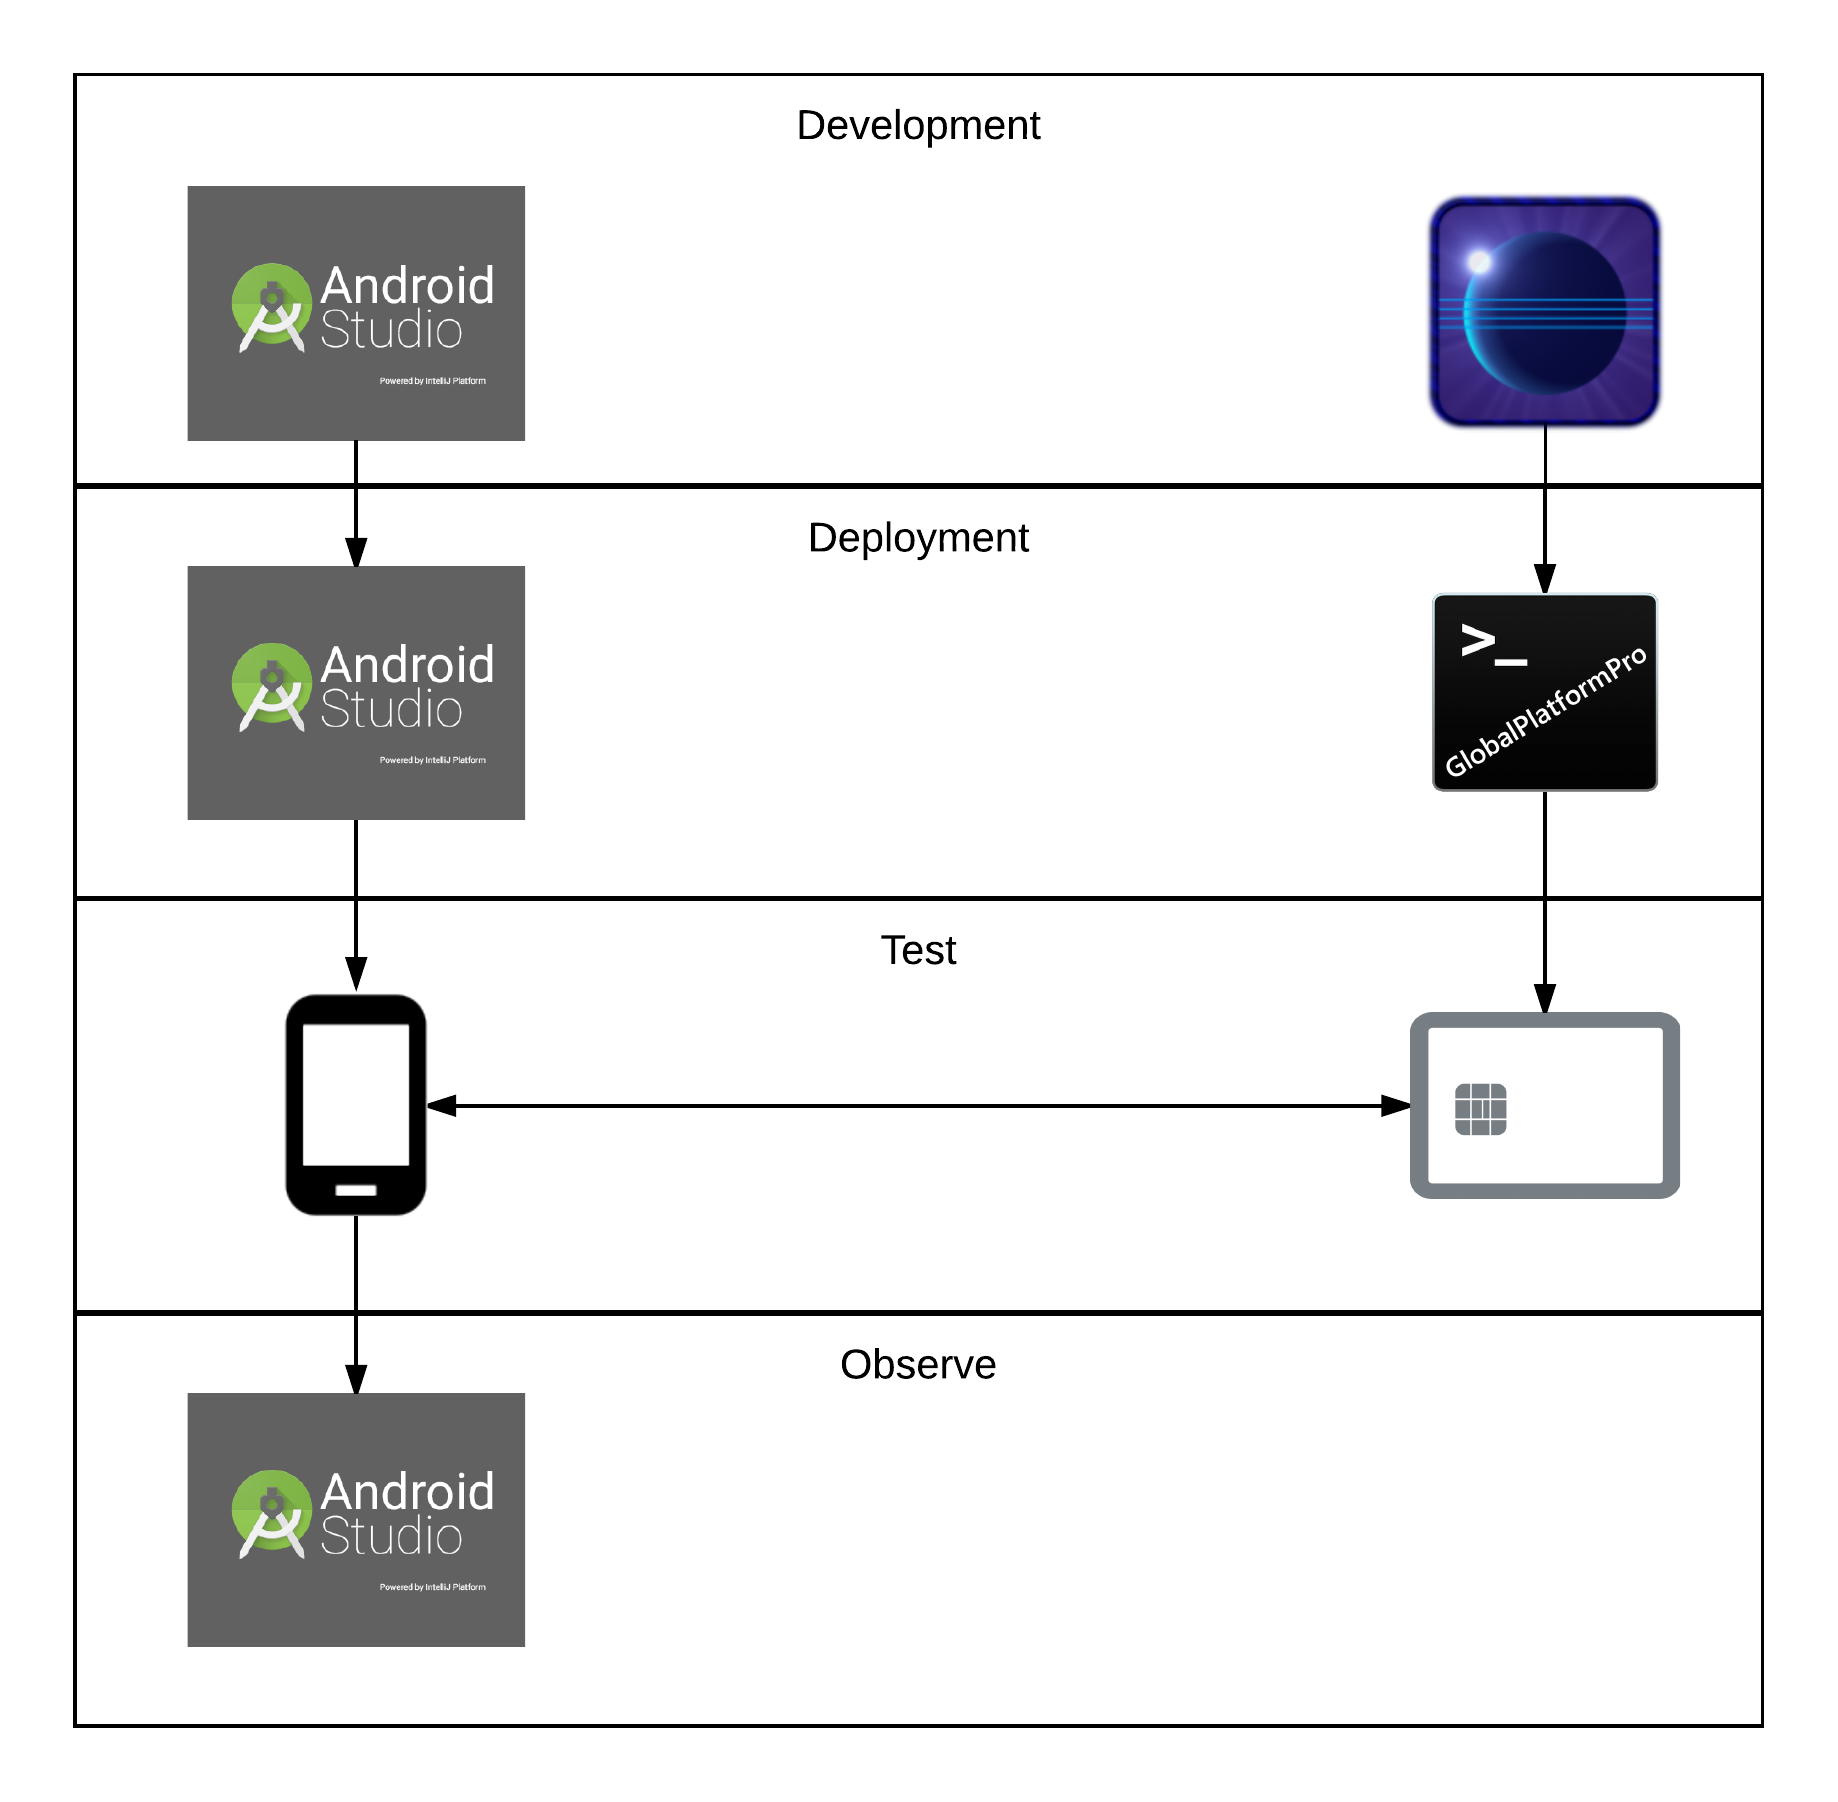 Development
Android
Studio
Powered by IntelliJ Platform
Deployment
Android
Studio
Powered by IntelliJ Platform
>_
GlobalPlatformPro
Test
Observe
Android
Studio
Powered by IntelliJ Platform